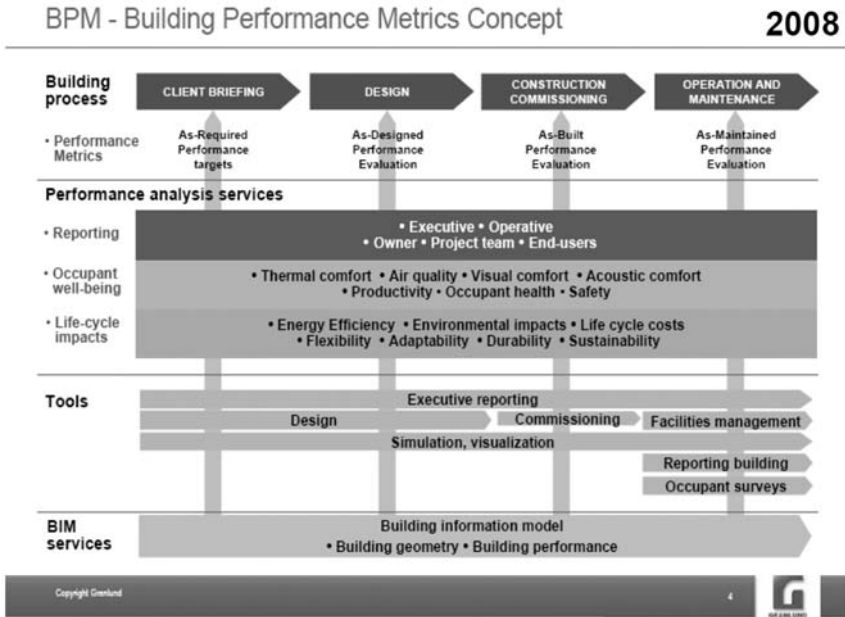 BPM - Building Performance Metrics Concept
2008
Building
process
CLIENT BRIEFING
DESIGN
CONSTRUCTION
COMMISSIONING
OPERATION AND
MAINTENANCE
• Performance
Metrics
As-Required
Performance
targets
As-Designed
Performance
Evaluation
As-Built
Performance
Evaluation
As-Maintained
Performance
Evaluation
Performance analysis services
• Reporting
• Executive • Operative
• Owner • Project team • End-users
• Occupant
well-being
• Thermal comfort • Air quality • Visual comfort • Acoustic comfort
• Productivity • Occupant health • Safety
• Life-cycle
impacts
• Energy Efficiency • Environmental impacts • Life cycle costs
• Flexibility • Adaptability • Durability • Sustainability
Tools
Executive reporting
Design
Commissioning
Facilities management
Simulation, visualization
Reporting building
Occupant surveys
BIM
services
Building information model
• Building geometry • Building performance
Copyright Granlund
4
GRANLUND